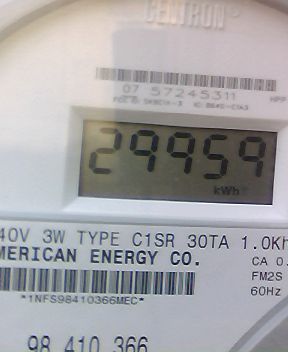 CENTRON®
07 57245311
29959
kWh
40V 3W TYPE C1SR 30TA 1.0Kh
MERICAN ENERGY CO.
CA 0.
FM2S
*1NFS98410366MEC*
60Hz
98 410 366